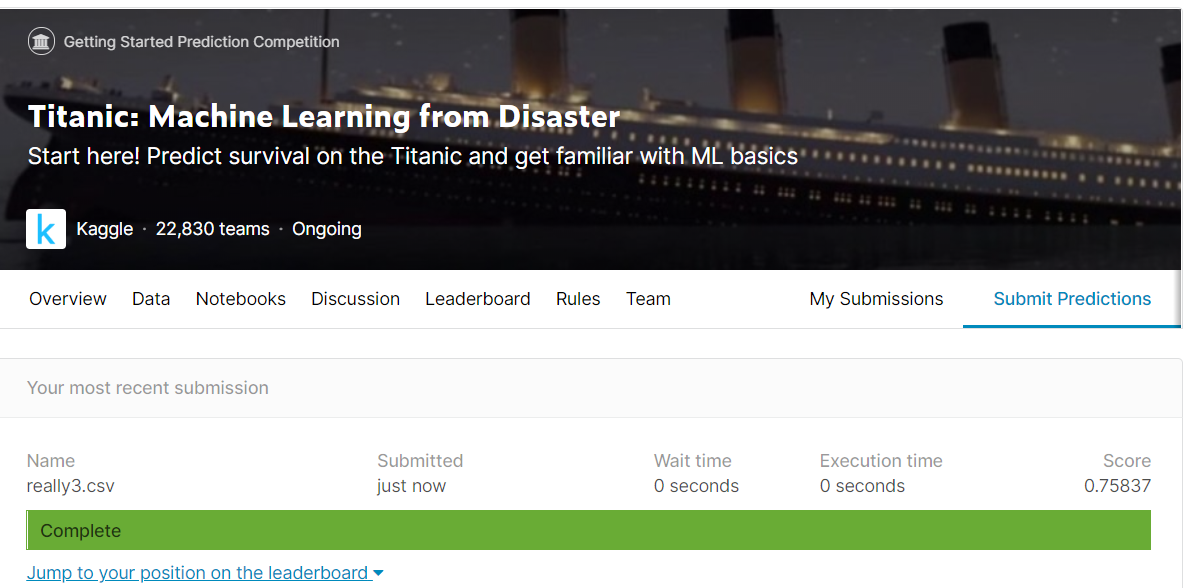 Getting Started Prediction Competition
Titanic: Machine Learning from Disaster
Start here! Predict survival on the Titanic and get familiar with ML basics
k Kaggle · 22,830 teams · Ongoing
Overview Data Notebooks Discussion Leaderboard Rules Team My Submissions Submit Predictions
Your most recent submission
Name Submitted Wait time Execution time Score
really3.csv just now 0 seconds 0 seconds 0.75837
Complete
Jump to your position on the leaderboard